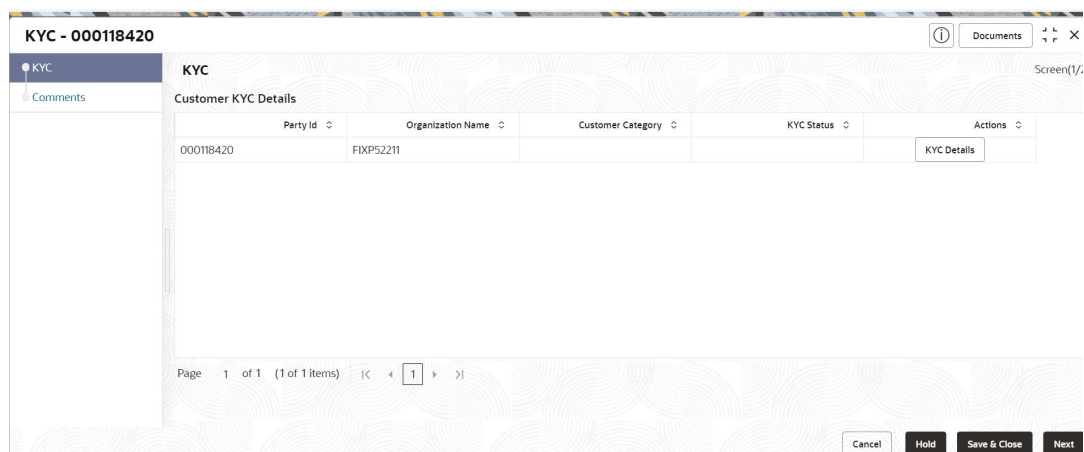 KYC - 000118420
Documents
KYC
Comments
KYC
Screen(1/2
Customer KYC Details
Party Id Organization Name Customer Category KYC Status Actions
000118420 FIXP52211 KYC Details
Page 1 of 1 (1 of 1 items) 1
Cancel Hold Save & Close Next